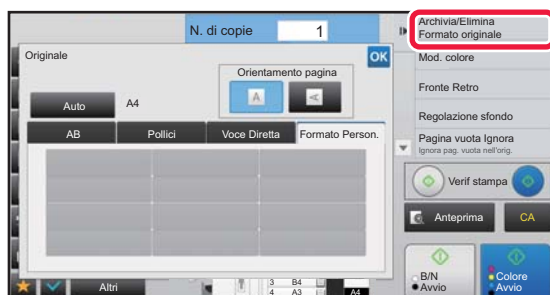 N. di copie
1
Originale
OK
Orientamento pagina
A
A
Auto
A4
AB
Pollici
Voce Diretta
Formato Person.
Altri
3 B4
4 A3
A4
Archivia/Elimina
Formato originale
Mod. colore
Fronte Retro
Regolazione sfondo
Pagina vuota Ignora
Ignora pag. vuota nell'orig.
Verif stampa
Anteprima
CA
B/N
Avvio
Colore
Avvio